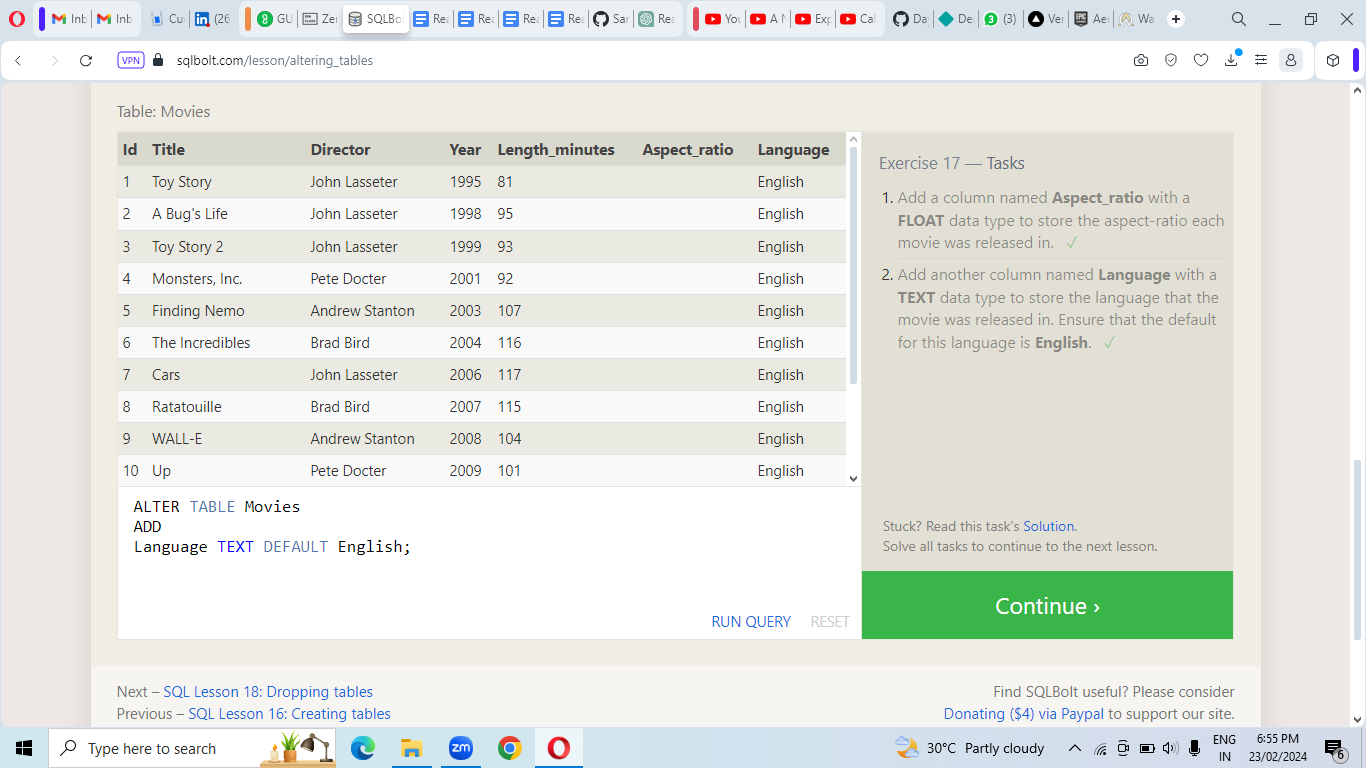 Inb
Inb
Cu
(26
GU
Zer
SQLBo
Rea
Rea
Rea
Rea
Sar
Rea
You
A N
Exp
Cal
Da
De
(3)
Ver
Aer
Wa
VPN
sqlbolt.com/lesson/altering_tables
Table: Movies
Id Title Director Year Length_minutes Aspect_ratio Language
1 Toy Story John Lasseter 1995 81 English
2 A Bug's Life John Lasseter 1998 95 English
3 Toy Story 2 John Lasseter 1999 93 English
4 Monsters, Inc. Pete Docter 2001 92 English
5 Finding Nemo Andrew Stanton 2003 107 English
6 The Incredibles Brad Bird 2004 116 English
7 Cars John Lasseter 2006 117 English
8 Ratatouille Brad Bird 2007 115 English
9 WALL-E Andrew Stanton 2008 104 English
10 Up Pete Docter 2009 101 English
ALTER TABLE Movies
ADD
Language TEXT DEFAULT English;
RUN QUERY RESET
Exercise 17 — Tasks
1. Add a column named Aspect_ratio with a
FLOAT data type to store the aspect-ratio each
movie was released in. ✓
2. Add another column named Language with a
TEXT data type to store the language that the
movie was released in. Ensure that the default
for this language is English. ✓
Stuck? Read this task's Solution.
Solve all tasks to continue to the next lesson.
Continue ›
Next – SQL Lesson 18: Dropping tables
Previous – SQL Lesson 16: Creating tables
Find SQLBolt useful? Please consider
Donating ($4) via Paypal to support our site.
Type here to search
zm
30°C Partly cloudy
ENG
IN
6:55 PM
23/02/2024
6